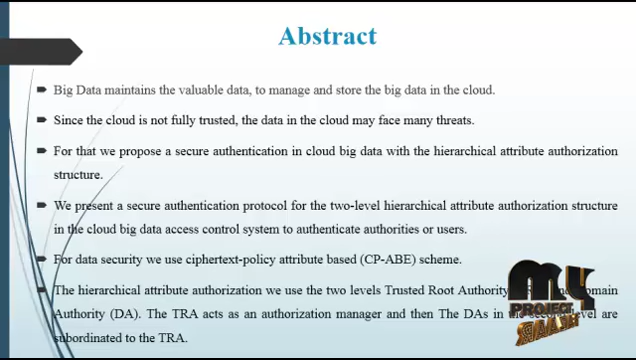 Abstract
Big Data maintains the valuable data, to manage and store the big data in the cloud.
Since the cloud is not fully trusted, the data in the cloud may face many threats.
For that we propose a secure authentication in cloud big data with the hierarchical attribute authorization
structure.
We present a secure authentication protocol for the two-level hierarchical attribute authorization structure
in the cloud big data access control system to authenticate authorities or users.
For data security we use ciphertext-policy attribute based (CP-ABE) scheme.
The hierarchical attribute authorization we use the two levels Trusted Root Authority
Authority (DA). The TRA acts as an authorization manager and then The DAs in are
subordinated to the TRA.
MY
PROJECT